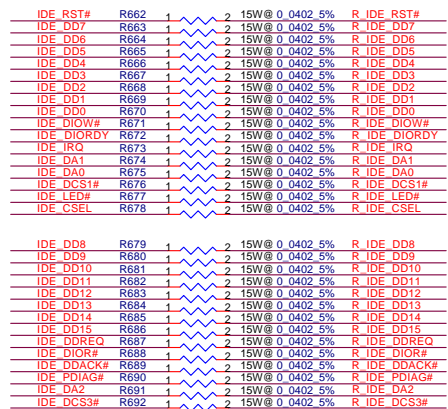 IDE_RST# R662 1 2 15W@ 0_0402_5% R_IDE_RST#
IDE_DD7 R663 1 2 15W@ 0_0402_5% R_IDE_DD7
IDE_DD6 R664 1 2 15W@ 0_0402_5% R_IDE_DD6
IDE_DD5 R665 1 2 15W@ 0_0402_5% R_IDE_DD5
IDE_DD4 R666 1 2 15W@ 0_0402_5% R_IDE_DD4
IDE_DD3 R667 1 2 15W@ 0_0402_5% R_IDE_DD3
IDE_DD2 R668 1 2 15W@ 0_0402_5% R_IDE_DD2
IDE_DD1 R669 1 2 15W@ 0_0402_5% R_IDE_DD1
IDE_DD0 R670 1 2 15W@ 0_0402_5% R_IDE_DD0
IDE_DIOW# R671 1 2 15W@ 0_0402_5% R_IDE_DIOW#
IDE_DIORDY R672 1 2 15W@ 0_0402_5% R_IDE_DIORDY
IDE_IRQ R673 1 2 15W@ 0_0402_5% R_IDE_IRQ
IDE_DA1 R674 1 2 15W@ 0_0402_5% R_IDE_DA1
IDE_DA0 R675 1 2 15W@ 0_0402_5% R_IDE_DA0
IDE_DCS1# R676 1 2 15W@ 0_0402_5% R_IDE_DCS1#
IDE_LED# R677 1 2 15W@ 0_0402_5% R_IDE_LED#
IDE_CSEL R678 1 2 15W@ 0_0402_5% R_IDE_CSEL
IDE_DD8 R679 1 2 15W@ 0_0402_5% R_IDE_DD8
IDE_DD9 R680 1 2 15W@ 0_0402_5% R_IDE_DD9
IDE_DD10 R681 1 2 15W@ 0_0402_5% R_IDE_DD10
IDE_DD11 R682 1 2 15W@ 0_0402_5% R_IDE_DD11
IDE_DD12 R683 1 2 15W@ 0_0402_5% R_IDE_DD12
IDE_DD13 R684 1 2 15W@ 0_0402_5% R_IDE_DD13
IDE_DD14 R685 1 2 15W@ 0_0402_5% R_IDE_DD14
IDE_DD15 R686 1 2 15W@ 0_0402_5% R_IDE_DD15
IDE_DDREQ R687 1 2 15W@ 0_0402_5% R_IDE_DDREQ
IDE_DIOR# R688 1 2 15W@ 0_0402_5% R_IDE_DIOR#
IDE_DDACK# R689 1 2 15W@ 0_0402_5% R_IDE_DDACK#
IDE_PDIAG# R690 1 2 15W@ 0_0402_5% R_IDE_PDIAG#
IDE_DA2 R691 1 2 15W@ 0_0402_5% R_IDE_DA2
IDE_DCS3# R692 1 2 15W@ 0_0402_5% R_IDE_DCS3#